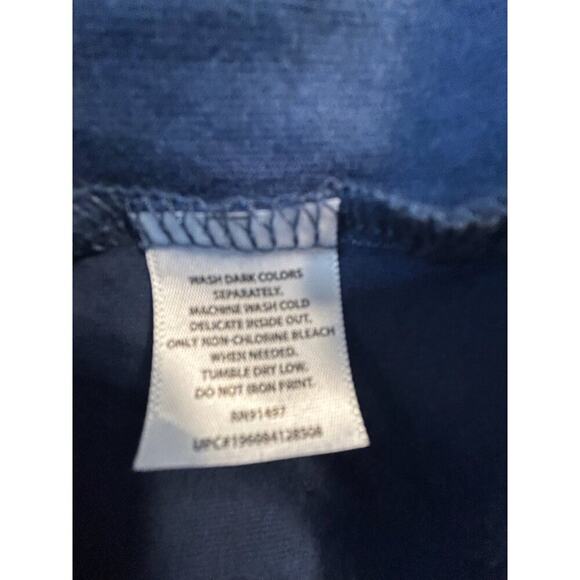 WASH DARK COLORS
SEPARATELY.
MACHINE WASH COLD
DELICATE INSIDE OUT,
ONLY NON-CHLORINE BLEACH
WHEN NEEDED.
TUMBLE DRY LOW.
DO NOT IRON PRINT.
RN91497
UPC#196084128508